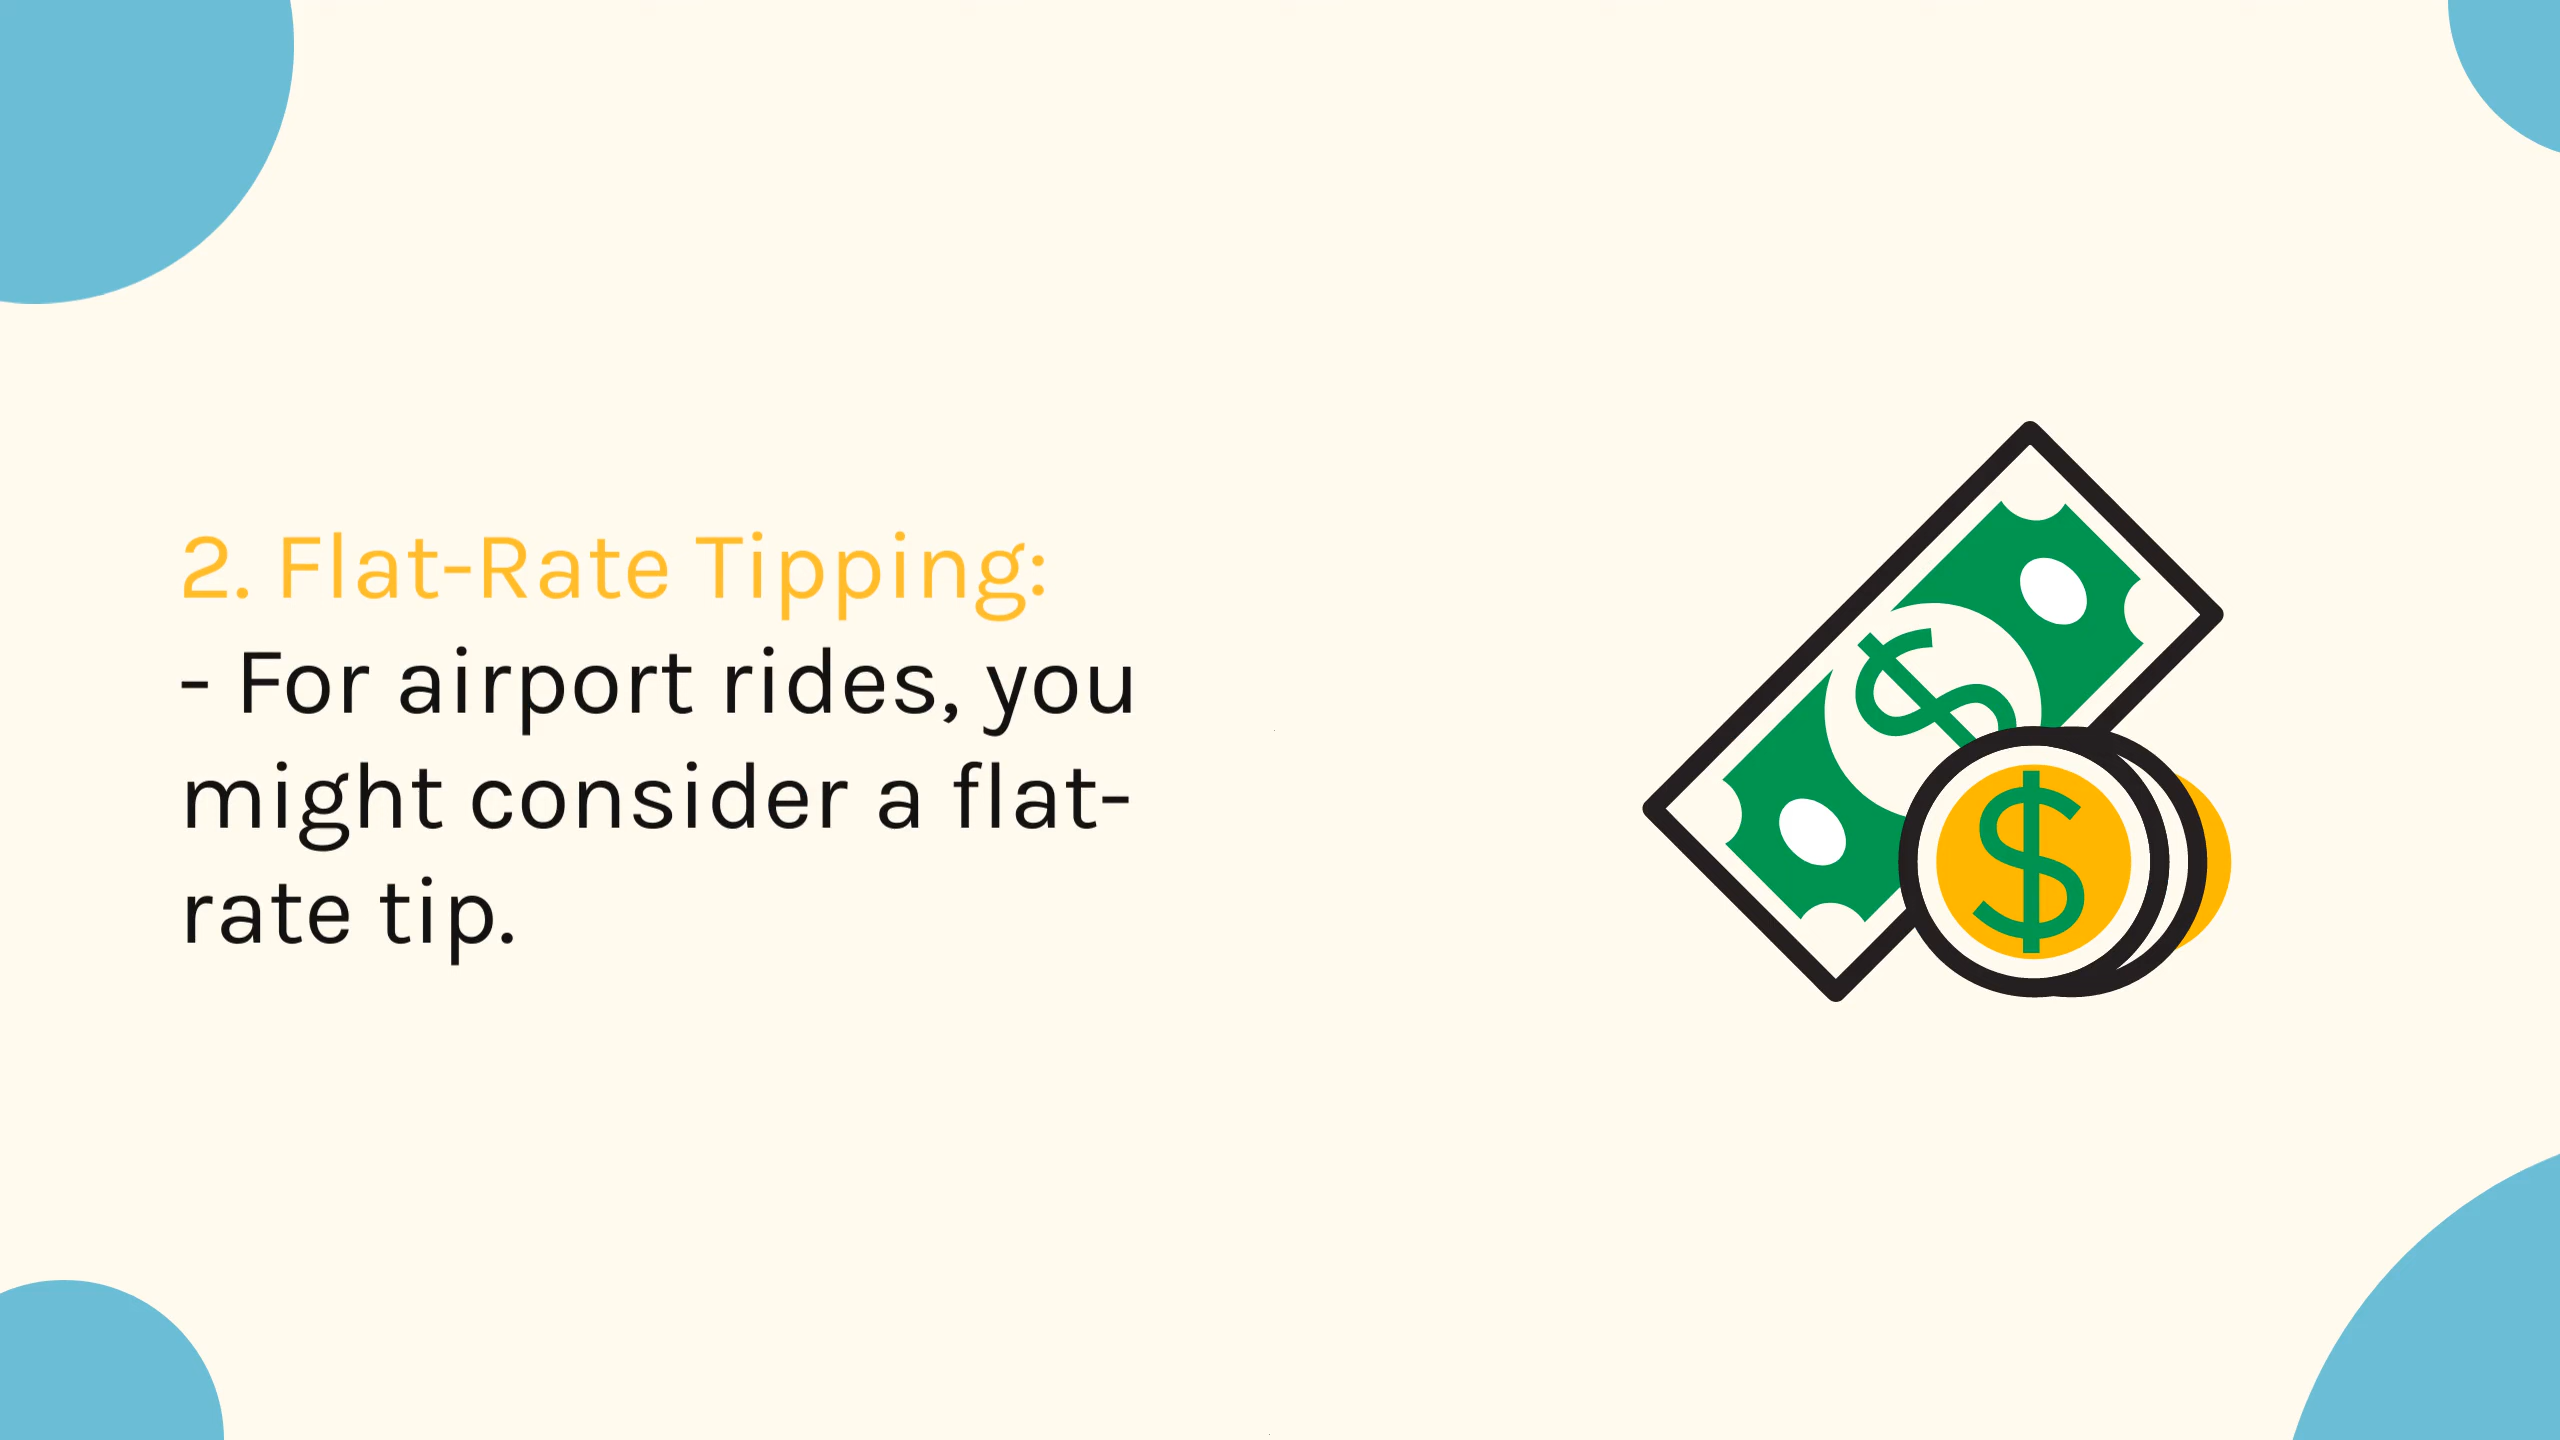 2. Flat-Rate Tipping:
- For airport rides, you
might consider a flat-
rate tip.